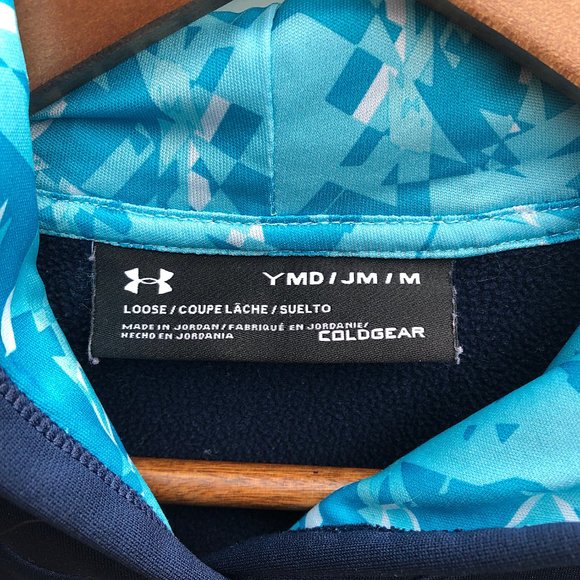 YMD / JM / M
LOOSE / COUPE LÂCHE / SUELTO
MADE IN JORDAN / FABRIQUÉ EN JORDANIE /
HECHO EN JORDANIA
COLDGEAR